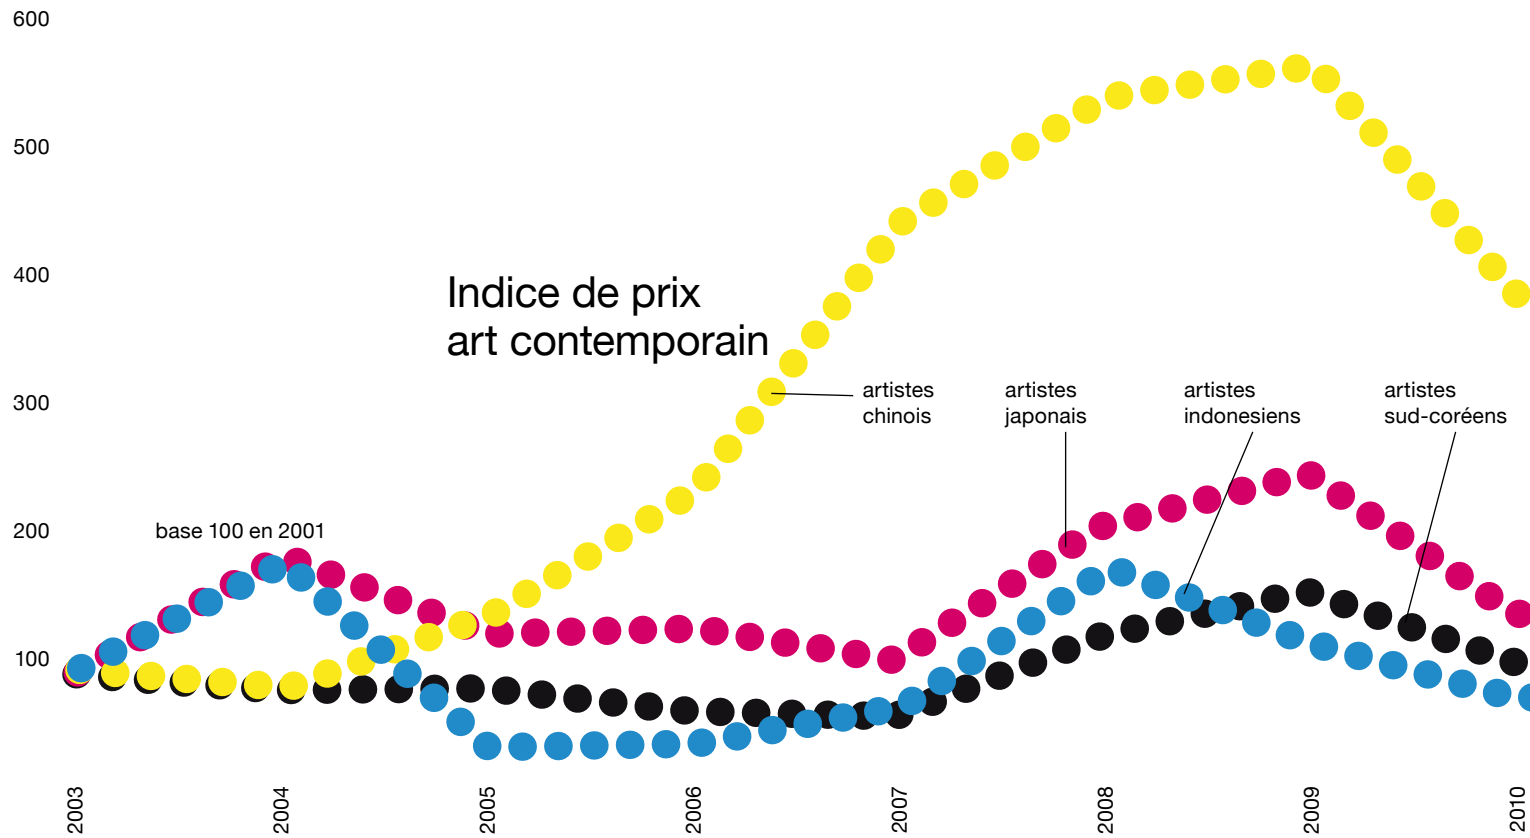 600
500
400
300
200
100
Indice de prix
art contemporain
base 100 en 2001
artistes
chinois
artistes
japonais
artistes
indonesiens
artistes
sud-coréens
2003
2004
2005
2006
2007
2008
2009
2010